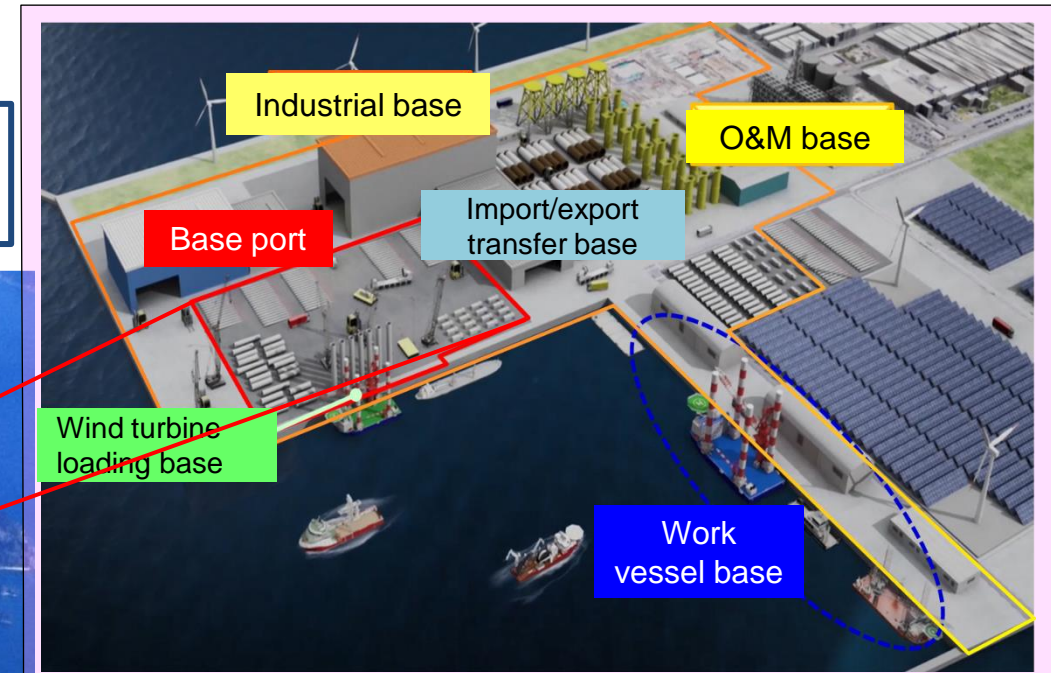 Industrial base
O&M base
Import/export
transfer base
Base port
Wind turbine
loading base
Work
vessel base